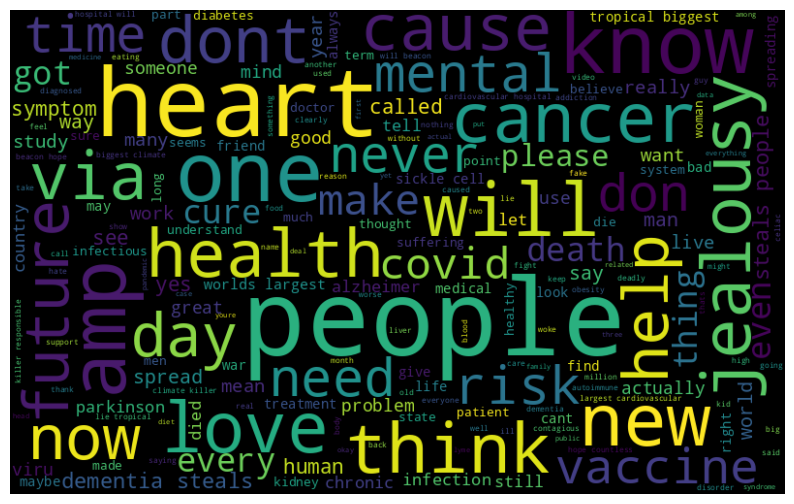 hospital will
diabetes
part
tropical biggest
among
time
dont
cause
know
always
year
medicine
eating
will beacon
term
another
used
spreading
got
someone
mind
mental
believe
really
video
guy
diagnosed
heart
cardiovascular hospital
addiction
data
symptom
doctor
called
cancer
nothing
actual
put
woman
way
sure
something
first
feel
many
good
tell
without
everything
study
seems
friend
never
point
please
want
system
bad
jealousy
beacon hope
biggest climate
clearly
reason
yet
caused
fake
via
one
sickle cell
lie
two
don
steals people
long
cure
make
use
let
die
man
may
work
much
thought
will
take
food
understand
suffering
death
live
country
see
infectious
name
deal
health
covid
say
help
thing
even
celiac
show
call
hate
yes
worlds largest
alzheimer
medical
look
fight
related
keep
deadly
might
future
amp
great
case
worse
pandemic
people
healthy
obesity
youre
woke
three
high
going
day
liver
blood
killer responsible
support
war
month
need
care
family
find
million
autoimmune
kid
men
spread
climate killer
give
risk
actually
thank
mean
life
old
everyone
dementia
largest cardiovascular
world
parkinson
lie tropical
treatment
problem
patient
contagious
cant
right
big
now
died
love
real
diet
state
think
well
ill
public
new
said
viru
made
every
human
back
hope countless
maybe
saying
okay
infection
still
vaccine
dementia steals
kidney
chronic
disorder
syndrome